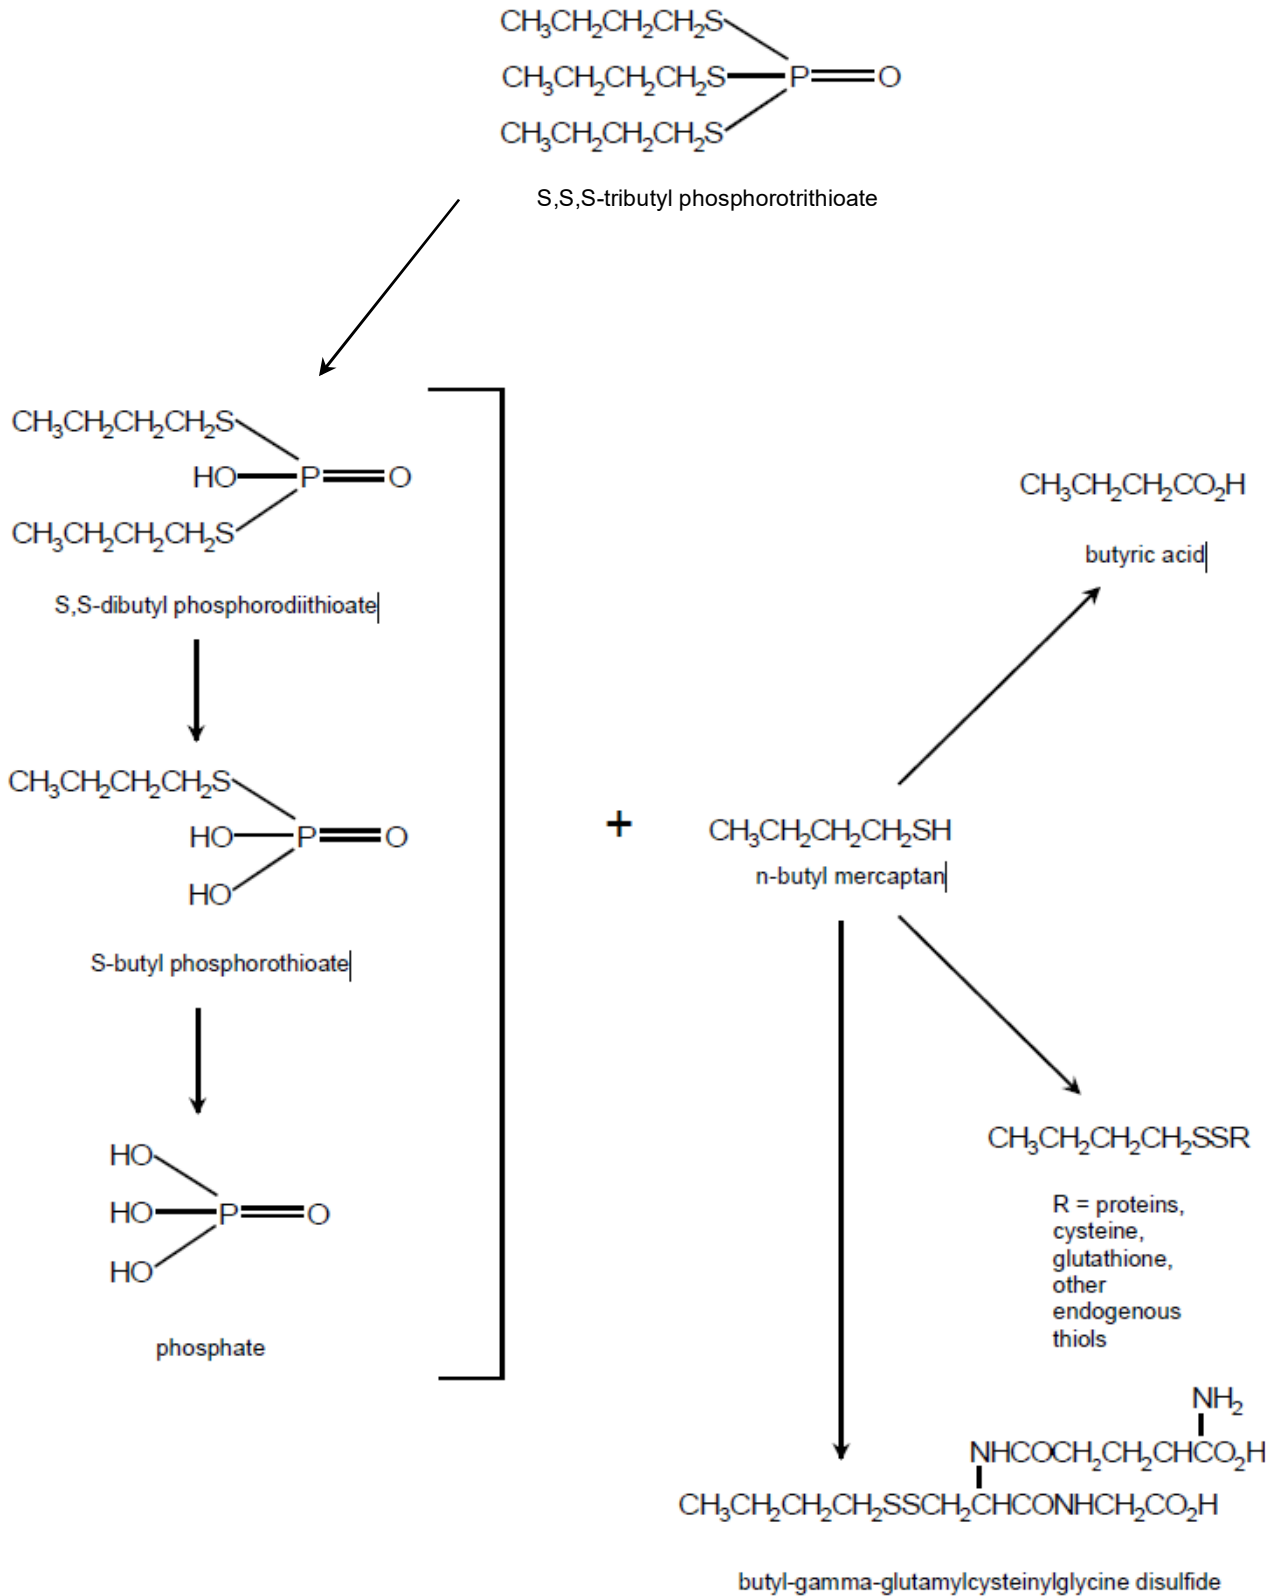 CH₃CH₂CH₂CH₂S
CH₃CH₂CH₂CH₂S P O
CH₃CH₂CH₂CH₂S
S,S,S-tributyl phosphorotrithioate
CH₃CH₂CH₂CH₂S
HO P O
CH₃CH₂CH₂CH₂S
S,S-dibutyl phosphorodiithioate
CH₃CH₂CH₂CH₂S
HO P O
HO
S-butyl phosphorothioate
HO
HO P O
HO
phosphate
+
CH₃CH₂CH₂CH₂SH
n-butyl mercaptan
CH₃CH₂CH₂CO₂H
butyric acid
CH₃CH₂CH₂CH₂SSR
R = proteins,
cysteine,
glutathione,
other
endogenous
thiols
NH₂
NHCOCH₂CH₂CHCO₂H
CH₃CH₂CH₂CH₂SSCH₂CHCONHCH₂CO₂H
butyl-gamma-glutamylcysteinylglycine disulfide